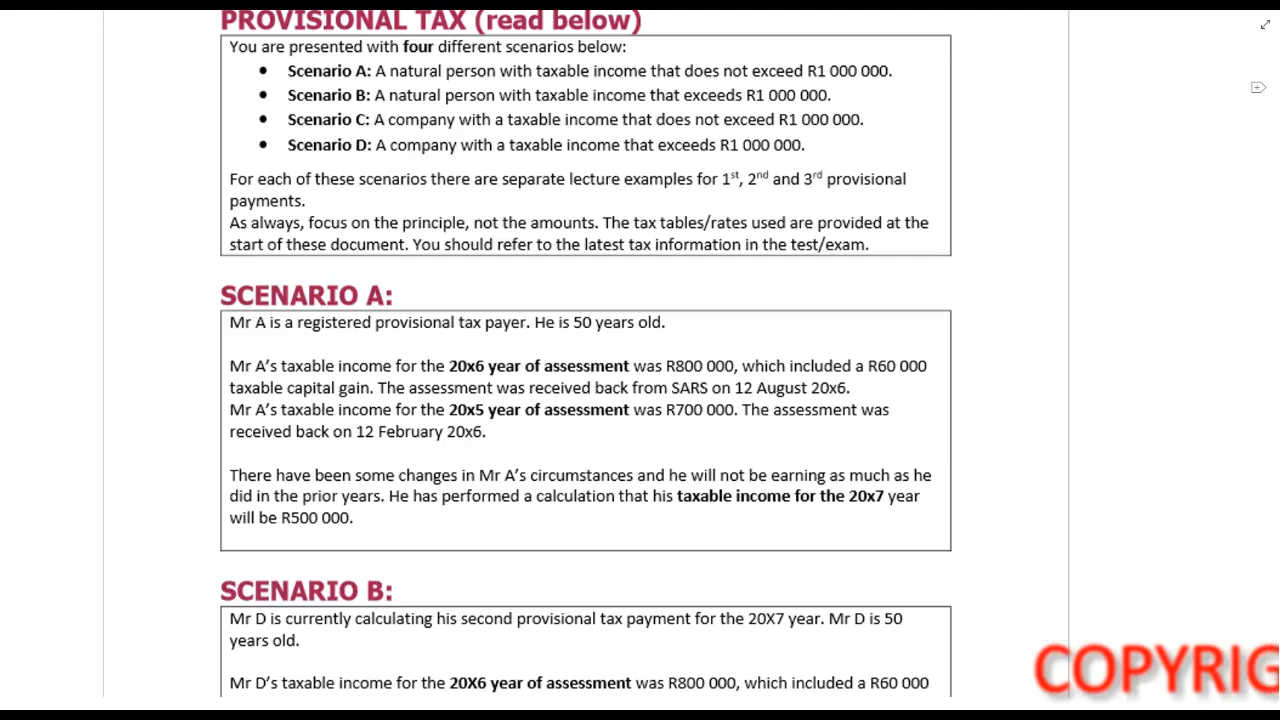 PROVISIONAL TAX (read below)
You are presented with four different scenarios below:
• Scenario A: A natural person with taxable income that does not exceed R1 000 000.
• Scenario B: A natural person with taxable income that exceeds R1 000 000.
• Scenario C: A company with a taxable income that does not exceed R1 000 000.
• Scenario D: A company with a taxable income that exceeds R1 000 000.
For each of these scenarios there are separate lecture examples for 1st, 2nd and 3rd provisional
payments.
As always, focus on the principle, not the amounts. The tax tables/rates used are provided at the
start of these document. You should refer to the latest tax information in the test/exam.
SCENARIO A:
Mr A is a registered provisional tax payer. He is 50 years old.
Mr A's taxable income for the 20x6 year of assessment was R800 000, which included a R60 000
taxable capital gain. The assessment was received back from SARS on 12 August 20x6.
Mr A's taxable income for the 20x5 year of assessment was R700 000. The assessment was
received back on 12 February 20x6.
There have been some changes in Mr A's circumstances and he will not be earning as much as he
did in the prior years. He has performed a calculation that his taxable income for the 20x7 year
will be R500 000.
SCENARIO B:
Mr D is currently calculating his second provisional tax payment for the 20X7 year. Mr D is 50
years old.
Mr D's taxable income for the 20X6 year of assessment was R800 000, which included a R60 000
COPYRIG